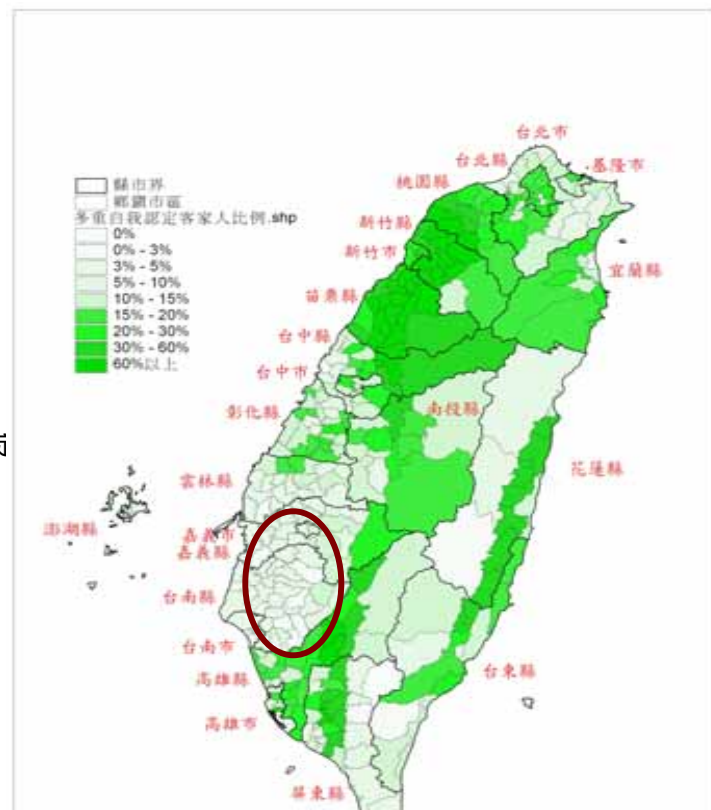 台北市
台北縣
基隆市
桃園縣
縣市界
鄉鎮市區
多重自我認定客家人比例.shp
0%
0% - 3%
3% - 5%
5% - 10%
10% - 15%
15% - 20%
20% - 30%
30% - 60%
60%以上
新竹縣
新竹市
宜蘭縣
苗栗縣
台中縣
台中市
彰化縣
南投縣
雲林縣
花蓮縣
澎湖縣
嘉義市
嘉義縣
台南縣
台南市
高雄縣
台東縣
高雄市
屏東縣